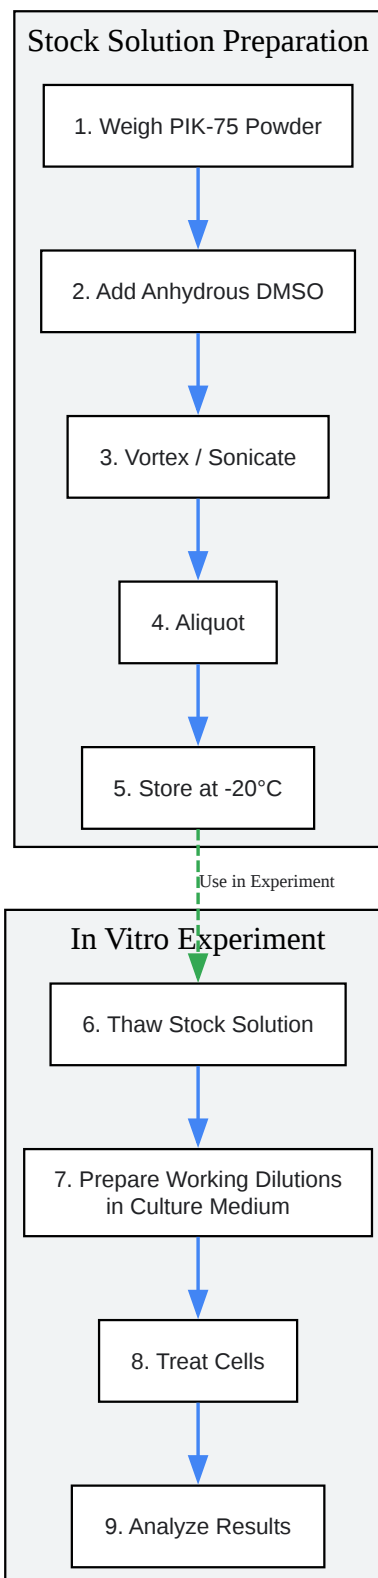 Stock Solution Preparation
1. Weigh PIK-75 Powder
2. Add Anhydrous DMSO
3. Vortex / Sonicate
4. Aliquot
5. Store at -20°C
Use in Experiment
In Vitro Experiment
6. Thaw Stock Solution
7. Prepare Working Dilutions
in Culture Medium
8. Treat Cells
9. Analyze Results